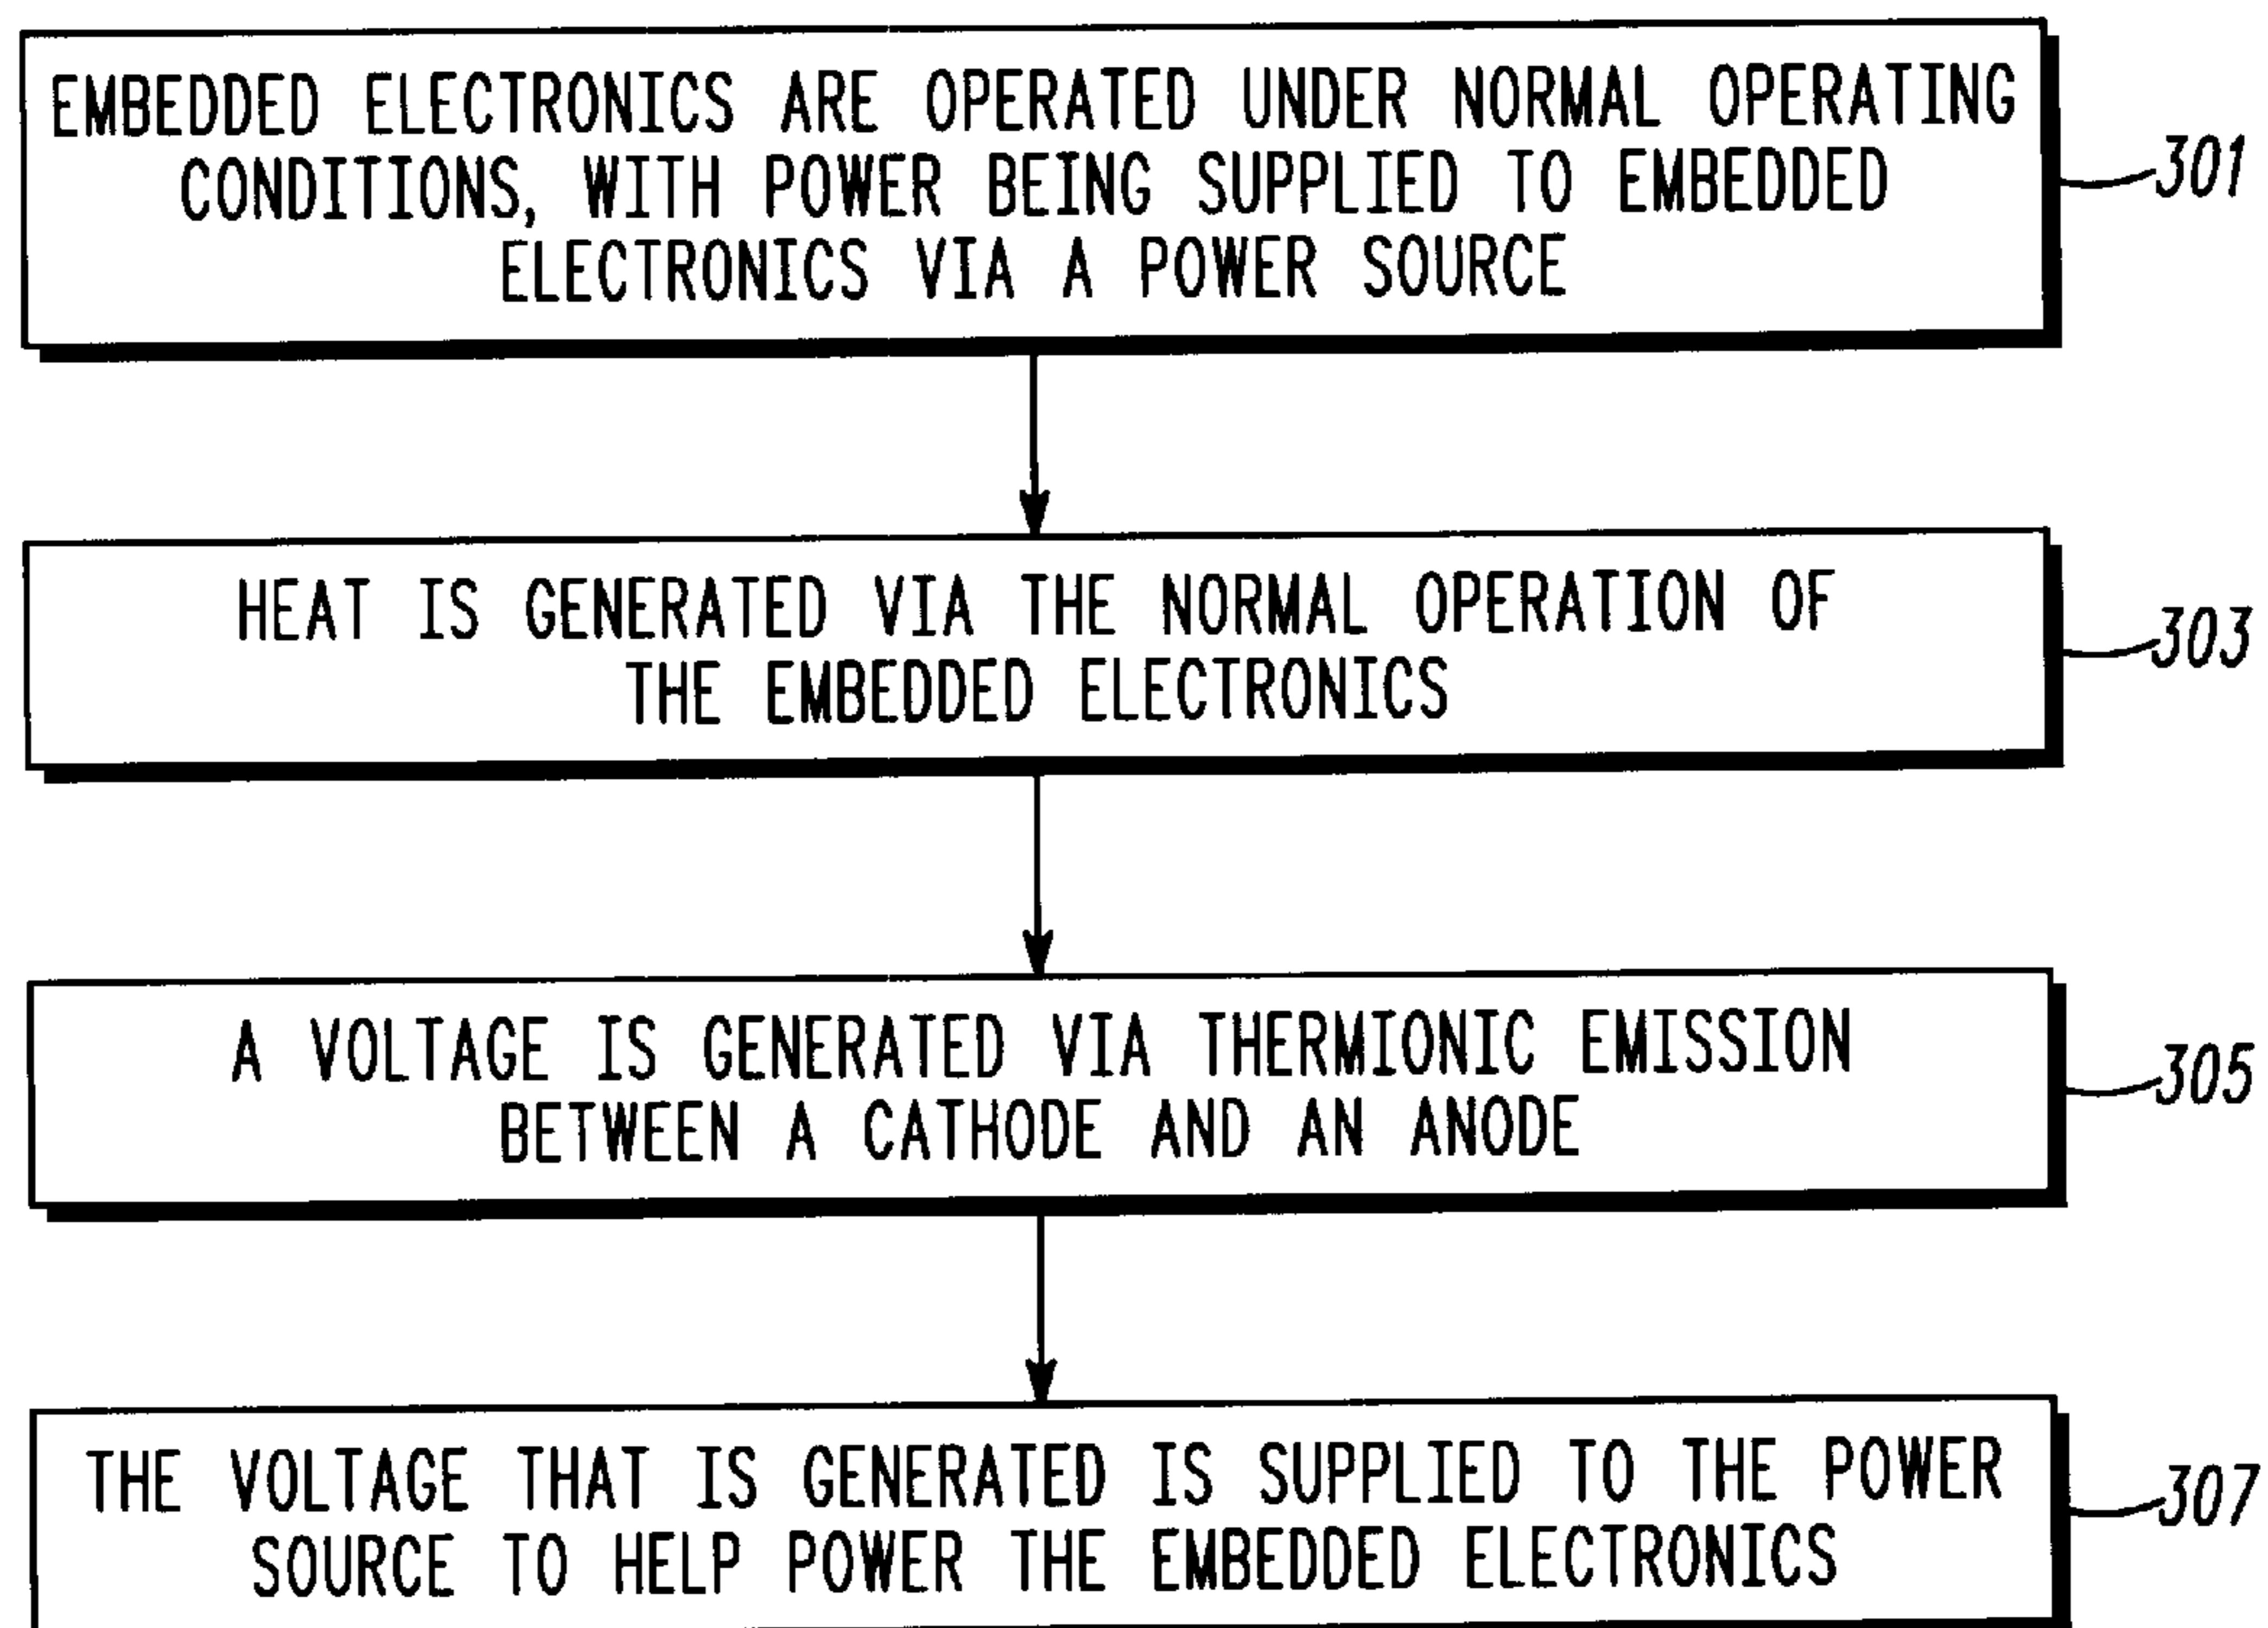 EMBEDDED ELECTRONICS ARE OPERATED UNDER NORMAL OPERATING
CONDITIONS, WITH POWER BEING SUPPLIED TO EMBEDDED
ELECTRONICS VIA A POWER SOURCE
301
HEAT IS GENERATED VIA THE NORMAL OPERATION OF
THE EMBEDDED ELECTRONICS
303
A VOLTAGE IS GENERATED VIA THERMIONIC EMISSION
BETWEEN A CATHODE AND AN ANODE
305
THE VOLTAGE THAT IS GENERATED IS SUPPLIED TO THE POWER
SOURCE TO HELP POWER THE EMBEDDED ELECTRONICS
307